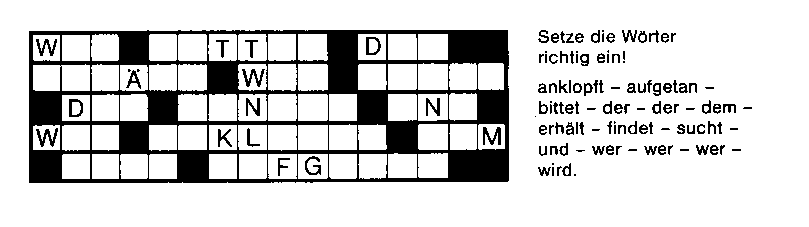 W T T D
Ä W
D N N
W K L M
F G
Setze die Wörter
richtig ein!
anklopft – aufgetan –
bittet – der – der – dem –
erhält – findet – sucht –
und – wer – wer – wer –
wird.